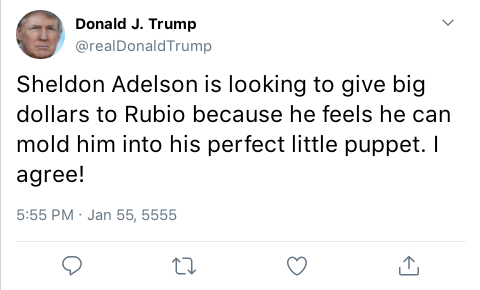 Donald J. Trump
@realDonaldTrump
Sheldon Adelson is looking to give big
dollars to Rubio because he feels he can
mold him into his perfect little puppet. I
agree!
5:55 PM · Jan 55, 5555